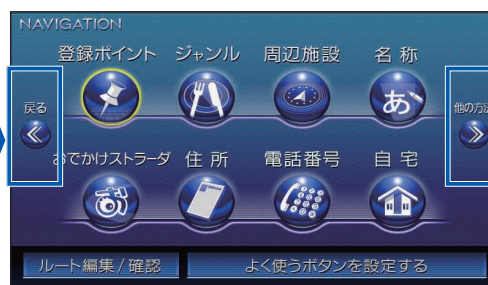 NAVIGATION
登録ポイント ジャンル 周辺施設 名称
戻る
あ
他の方法
おでかけストラーダ 住所 電話番号 自宅
ルート編集/確認 よく使うボタンを設定する